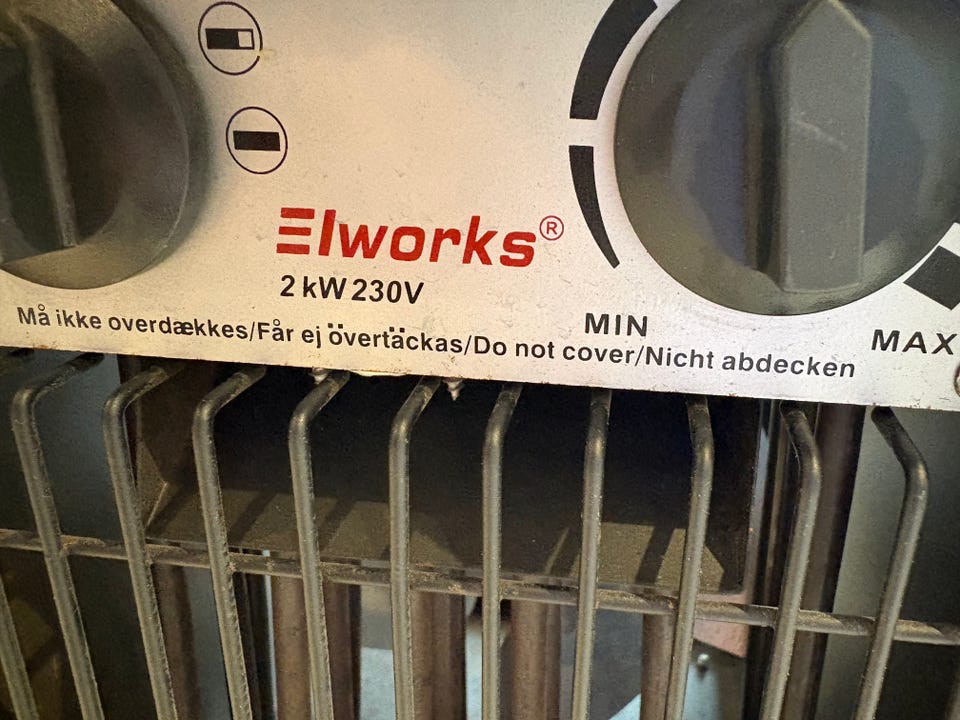 Elworks®
2 kW 230V
MIN
MAX
Må ikke overdækkes/Får ej övertäckas/Do not cover/Nicht abdecken